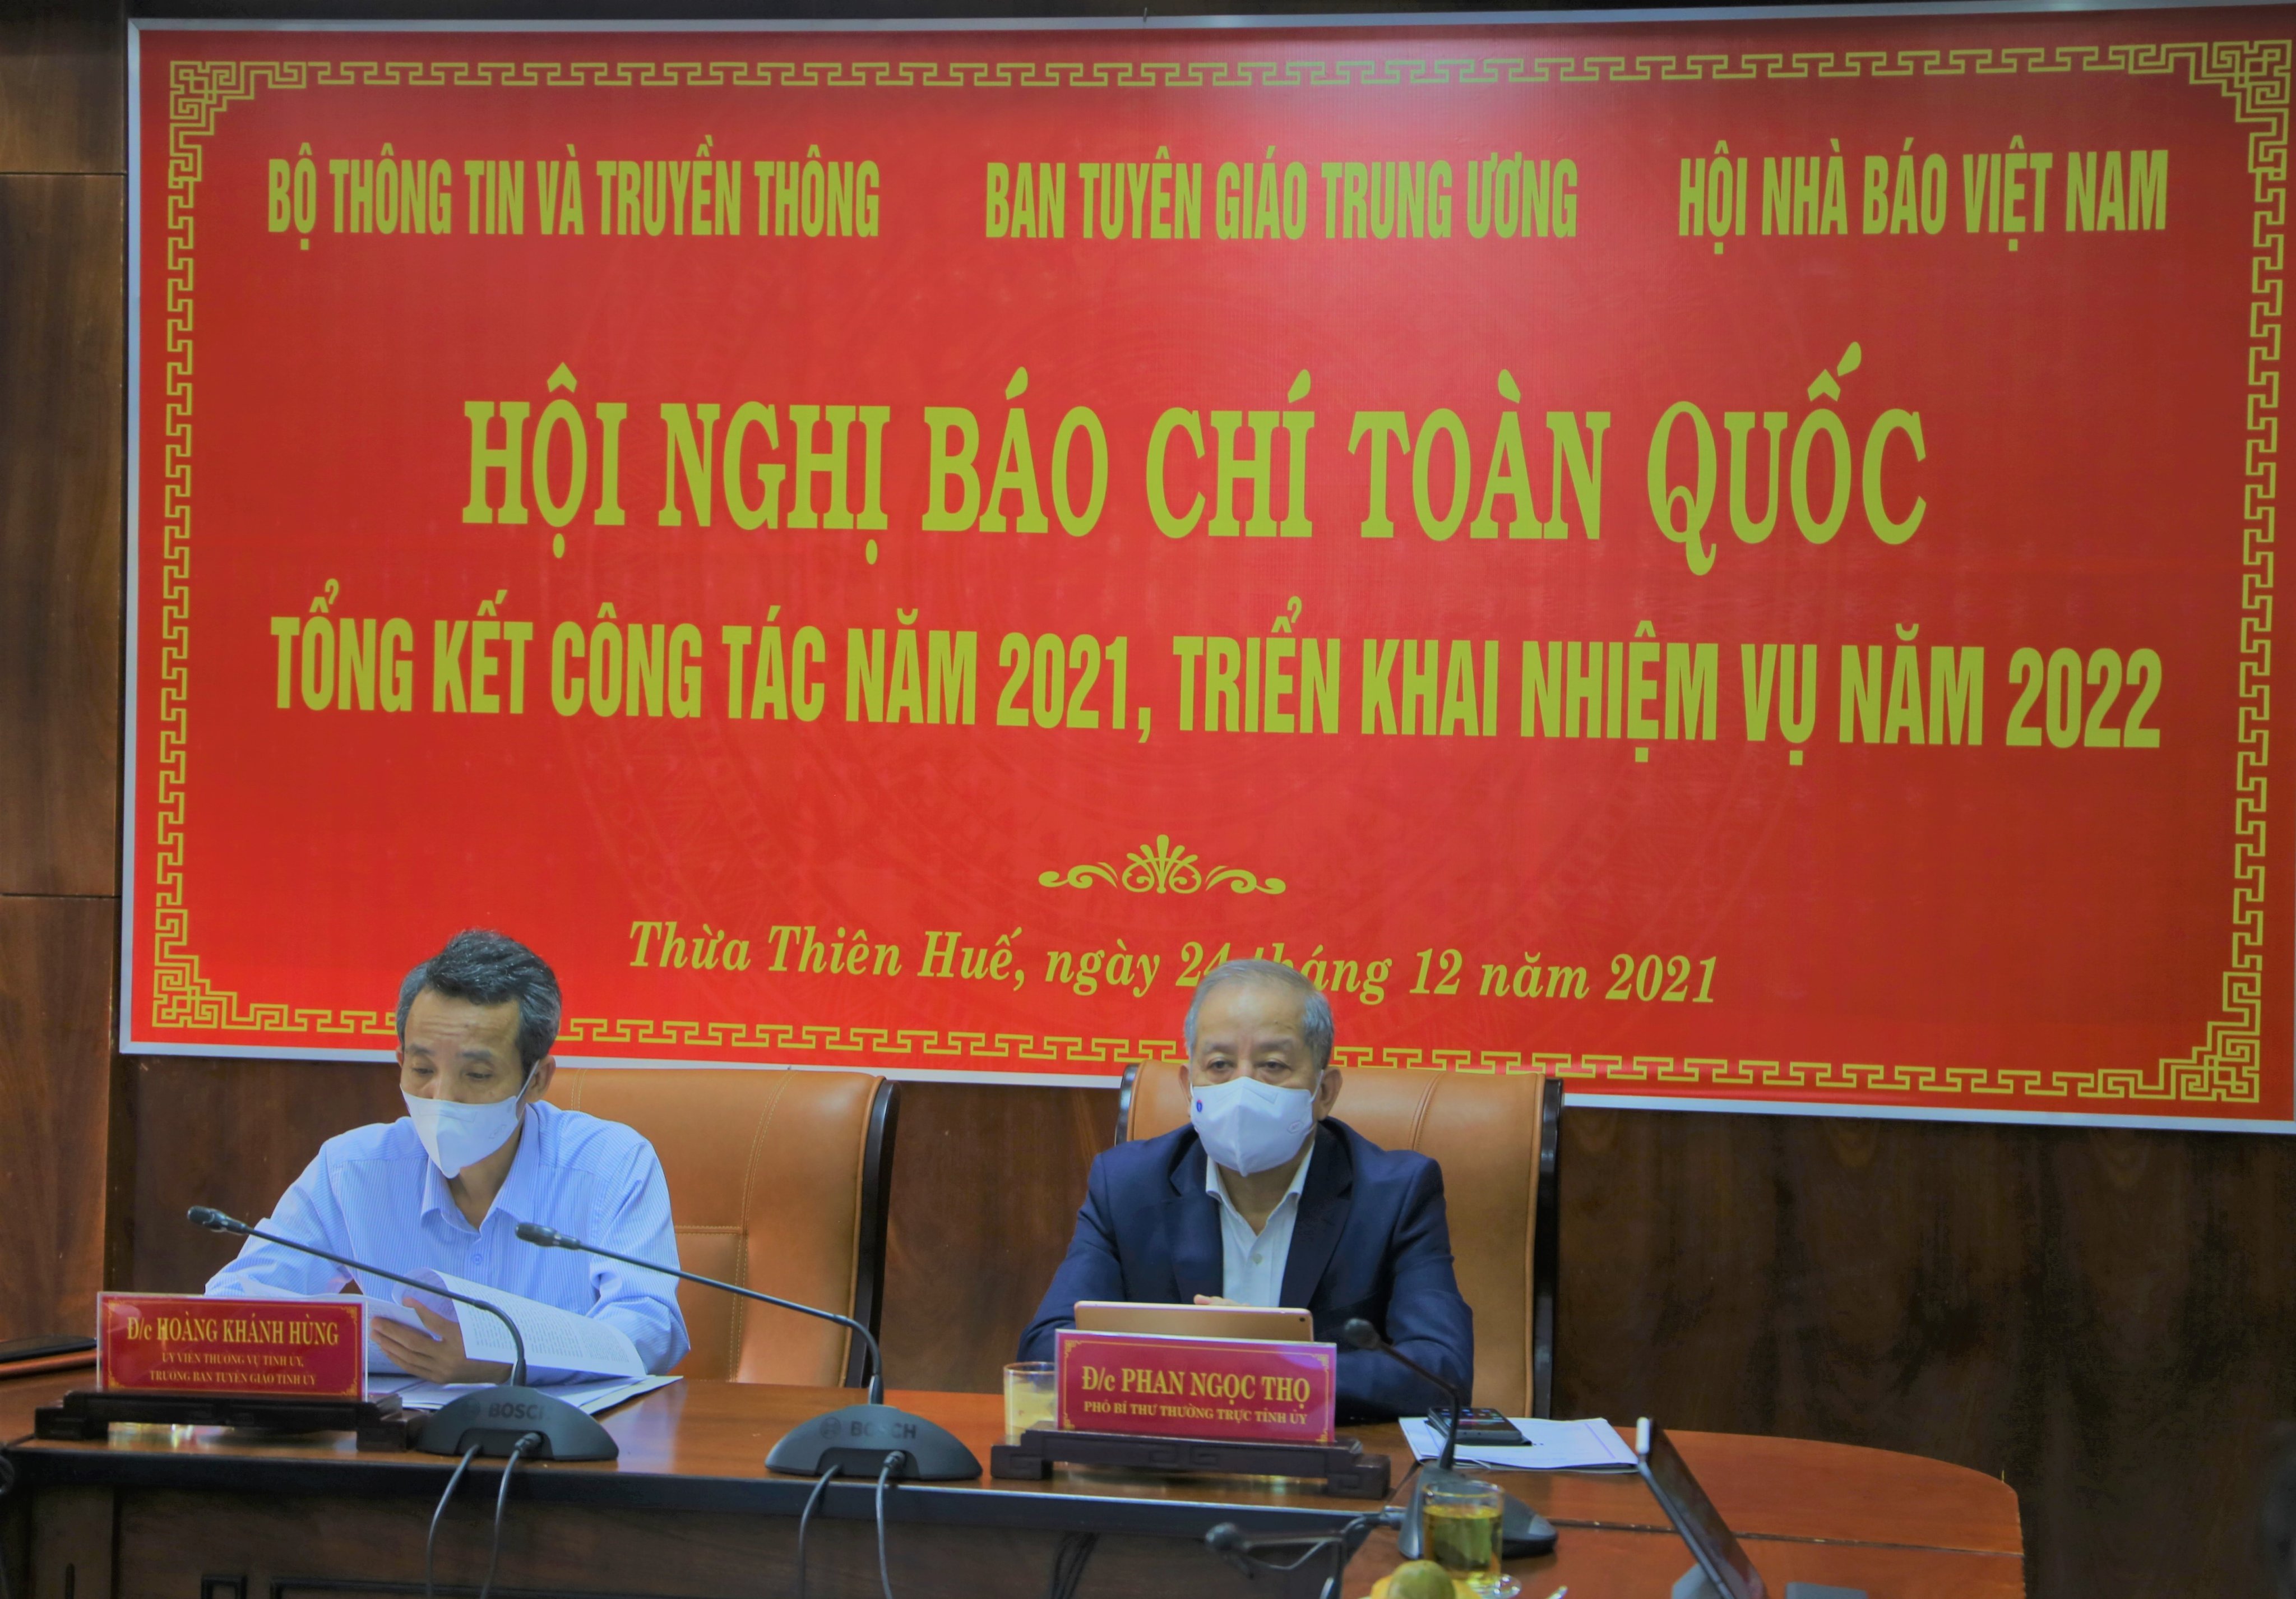 BỘ THÔNG TIN VÀ TRUYỀN THÔNG
BAN TUYÊN GIÁO TRUNG ƯƠNG
HỘI NHÀ BÁO VIỆT NAM
HỘI NGHỊ BÁO CHÍ TOÀN QUỐC
TỔNG KẾT CÔNG TÁC NĂM 2021, TRIỂN KHAI NHIỆM VỤ NĂM 2022
Thừa Thiên Huế, ngày 24 tháng 12 năm 2021
Đ/c HOÀNG KHÁNH HÙNG
ỦY VIÊN THƯỜNG VỤ TỈNH ỦY,
TRƯỞNG BAN TUYÊN GIÁO TỈNH ỦY
Đ/c PHAN NGỌC THỌ
PHÓ BÍ THƯ THƯỜNG TRỰC TỈNH ỦY
BOSCH
BOSCH